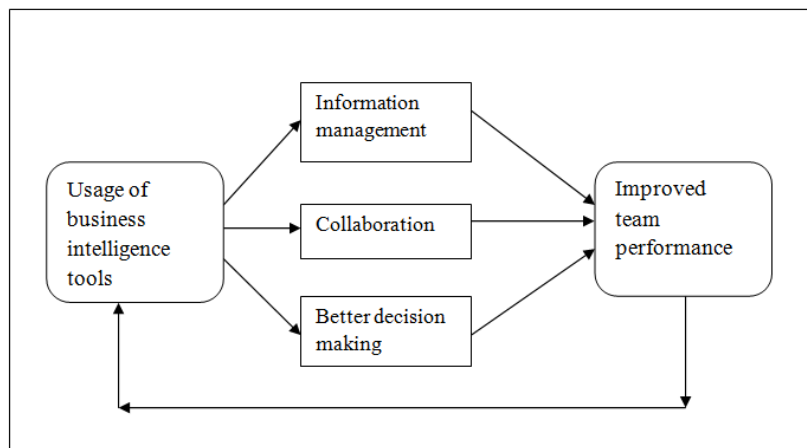 Usage of
business
intelligence
tools
Information
management
Collaboration
Better decision
making
Improved
team
performance